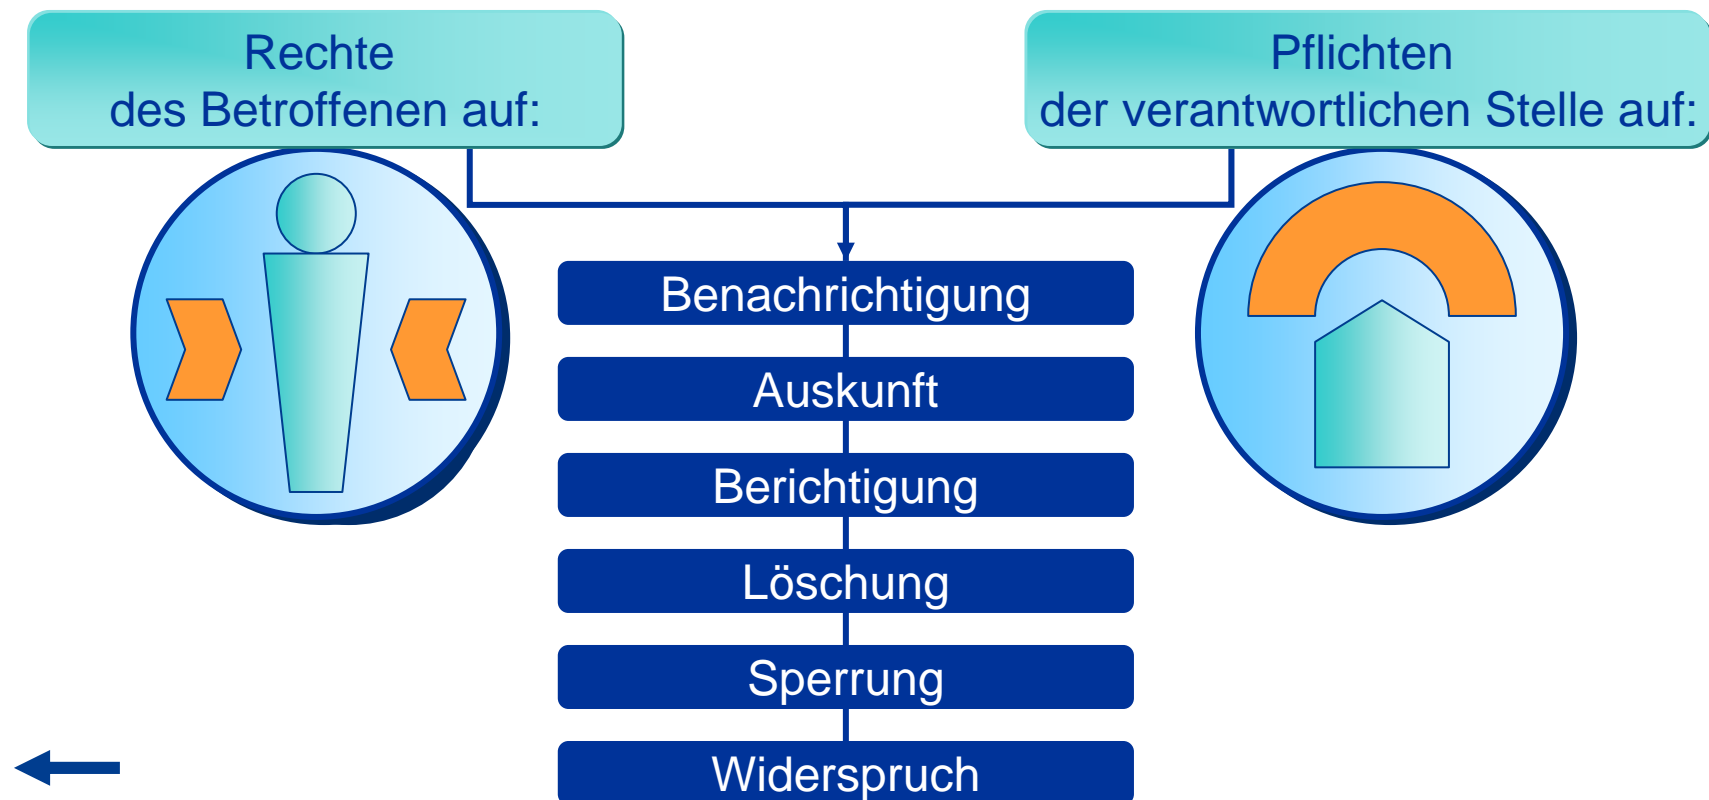 Rechte
des Betroffenen auf:
Pflichten
der verantwortlichen Stelle auf:
Benachrichtigung
Auskunft
Berichtigung
Löschung
Sperrung
Widerspruch